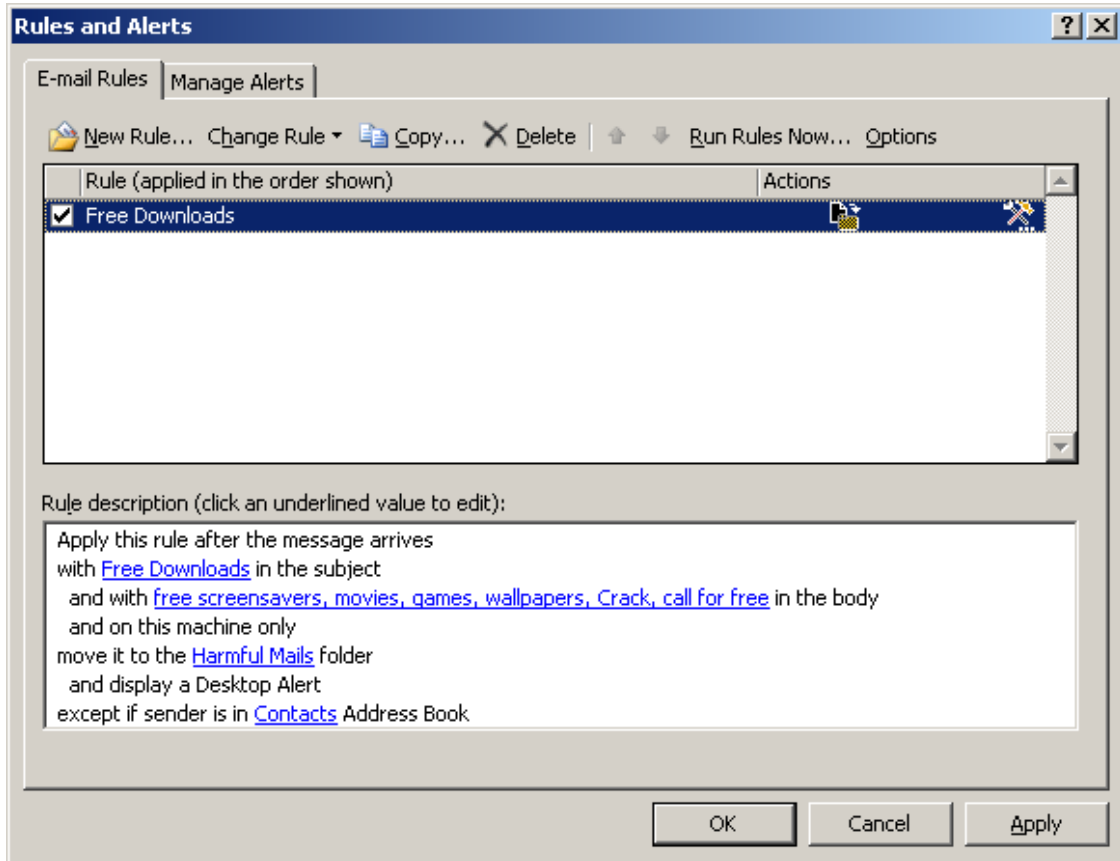 Rules and Alerts
E-mail Rules Manage Alerts
New Rule... Change Rule Copy... Delete Run Rules Now... Options
Rule (applied in the order shown) Actions
Free Downloads
Rule description (click an underlined value to edit):
Apply this rule after the message arrives
with Free Downloads in the subject
and with free screensavers, movies, games, wallpapers, Crack, call for free in the body
and on this machine only
move it to the Harmful Mails folder
and display a Desktop Alert
except if sender is in Contacts Address Book
OK Cancel Apply